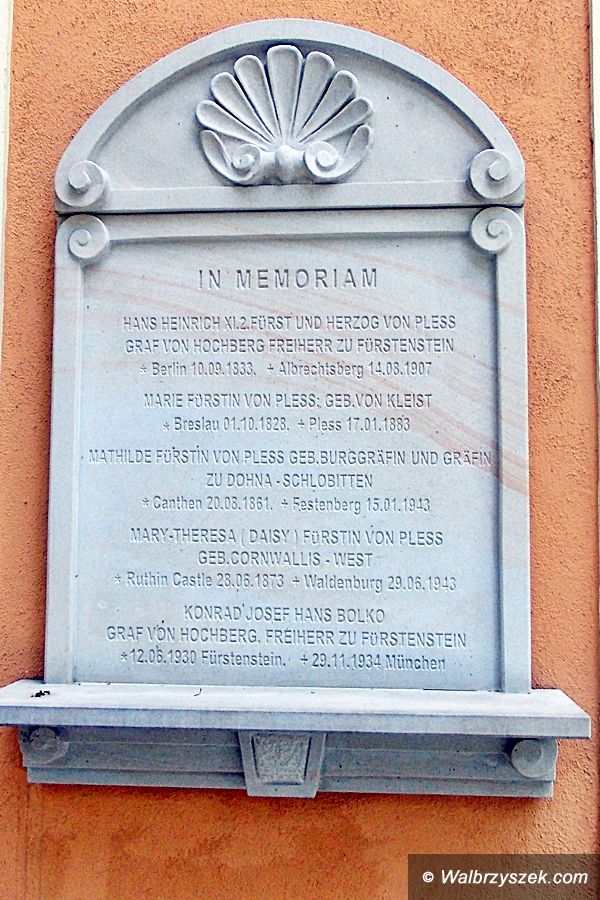 IN MEMORIAM
HANS HEINRICH XI.2.FÜRST UND HERZOG VON PLESS
GRAF VON HOCHBERG FREIHERR ZU FÜRSTENSTEIN
* Berlin 10.09.1833. + Albrechtsberg 14.08.1907
MARIE FÜRSTIN VON PLESS; GEB.VON KLEIST
* Breslau 01.10.1828. + Pless 17.01.1883
MATHILDE FÜRSTIN VON PLESS GEB.BURGGRÄFIN UND GRÄFIN
ZU DOHNA - SCHLOBITTEN
* Canthen 20.08.1861. + Festenberg 15.01.1943
MARY-THERESA ( DAISY ) FüRSTIN VON PLESS
GEB.CORNWALLIS - WEST
* Ruthin Castle 28.06.1873 + Waldenburg 29.06.1943
KONRAD JOSEF HANS BOLKO
GRAF VON HOCHBERG. FREIHERR ZU FüRSTENSTEIN
*12.06.1930 Fürstenstein. + 29.11.1934 München
© Walbrzyszek.com